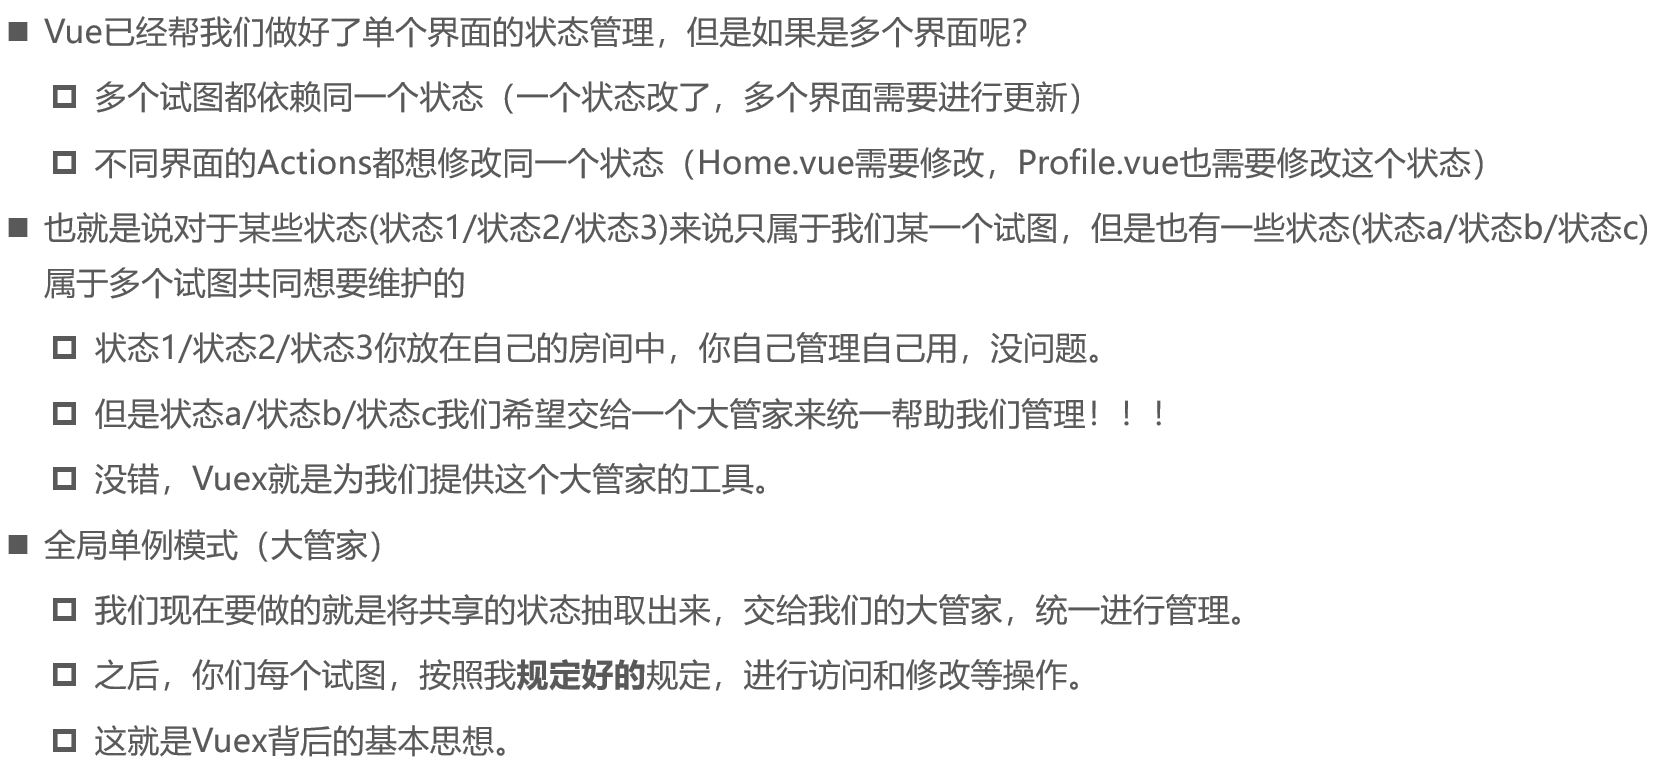 Vue已经帮我们做好了单个界面的状态管理，但是如果是多个界面呢？
多个试图都依赖同一个状态（一个状态改了，多个界面需要进行更新）
不同界面的Actions都想修改同一个状态（Home.vue需要修改，Profile.vue也需要修改这个状态）
也就是说对于某些状态(状态1/状态2/状态3)来说只属于我们某一个试图，但是也有一些状态(状态a/状态b/状态c)
属于多个试图共同想要维护的
状态1/状态2/状态3你放在自己的房间中，你自己管理自己用，没问题。
但是状态a/状态b/状态c我们希望交给一个大管家来统一帮助我们管理！！！
没错，Vuex就是为我们提供这个大管家的工具。
全局单例模式（大管家）
我们现在要做的就是将共享的状态抽取出来，交给我们的大管家，统一进行管理。
之后，你们每个试图，按照我规定好的规定，进行访问和修改等操作。
这就是Vuex背后的基本思想。